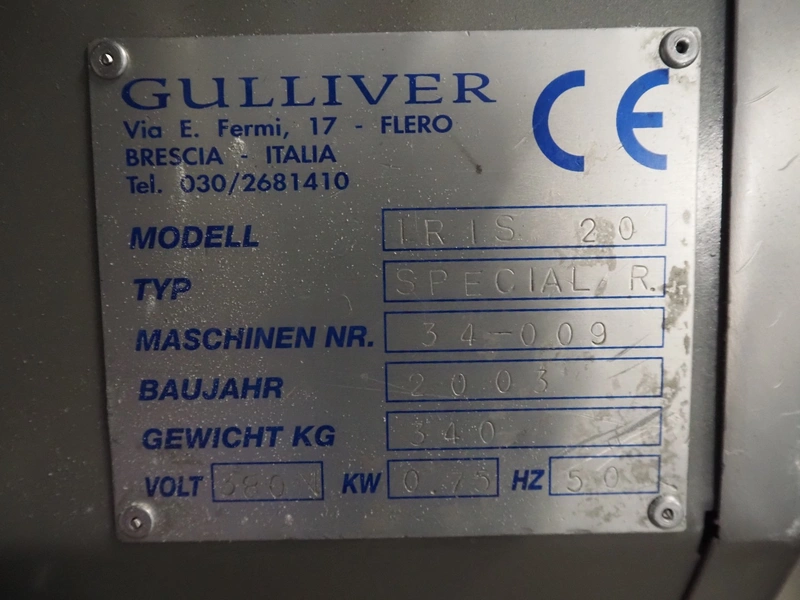 GULLIVER
CE
Via E. Fermi, 17 - FLERO
BRESCIA - ITALIA
Tel. 030/2681410
MODELL IRIS 20
TYP SPECIAL R.
MASCHINEN NR. 34-009
BAUJAHR 2003
GEWICHT KG 340
VOLT 380 KW 0.75 HZ 50